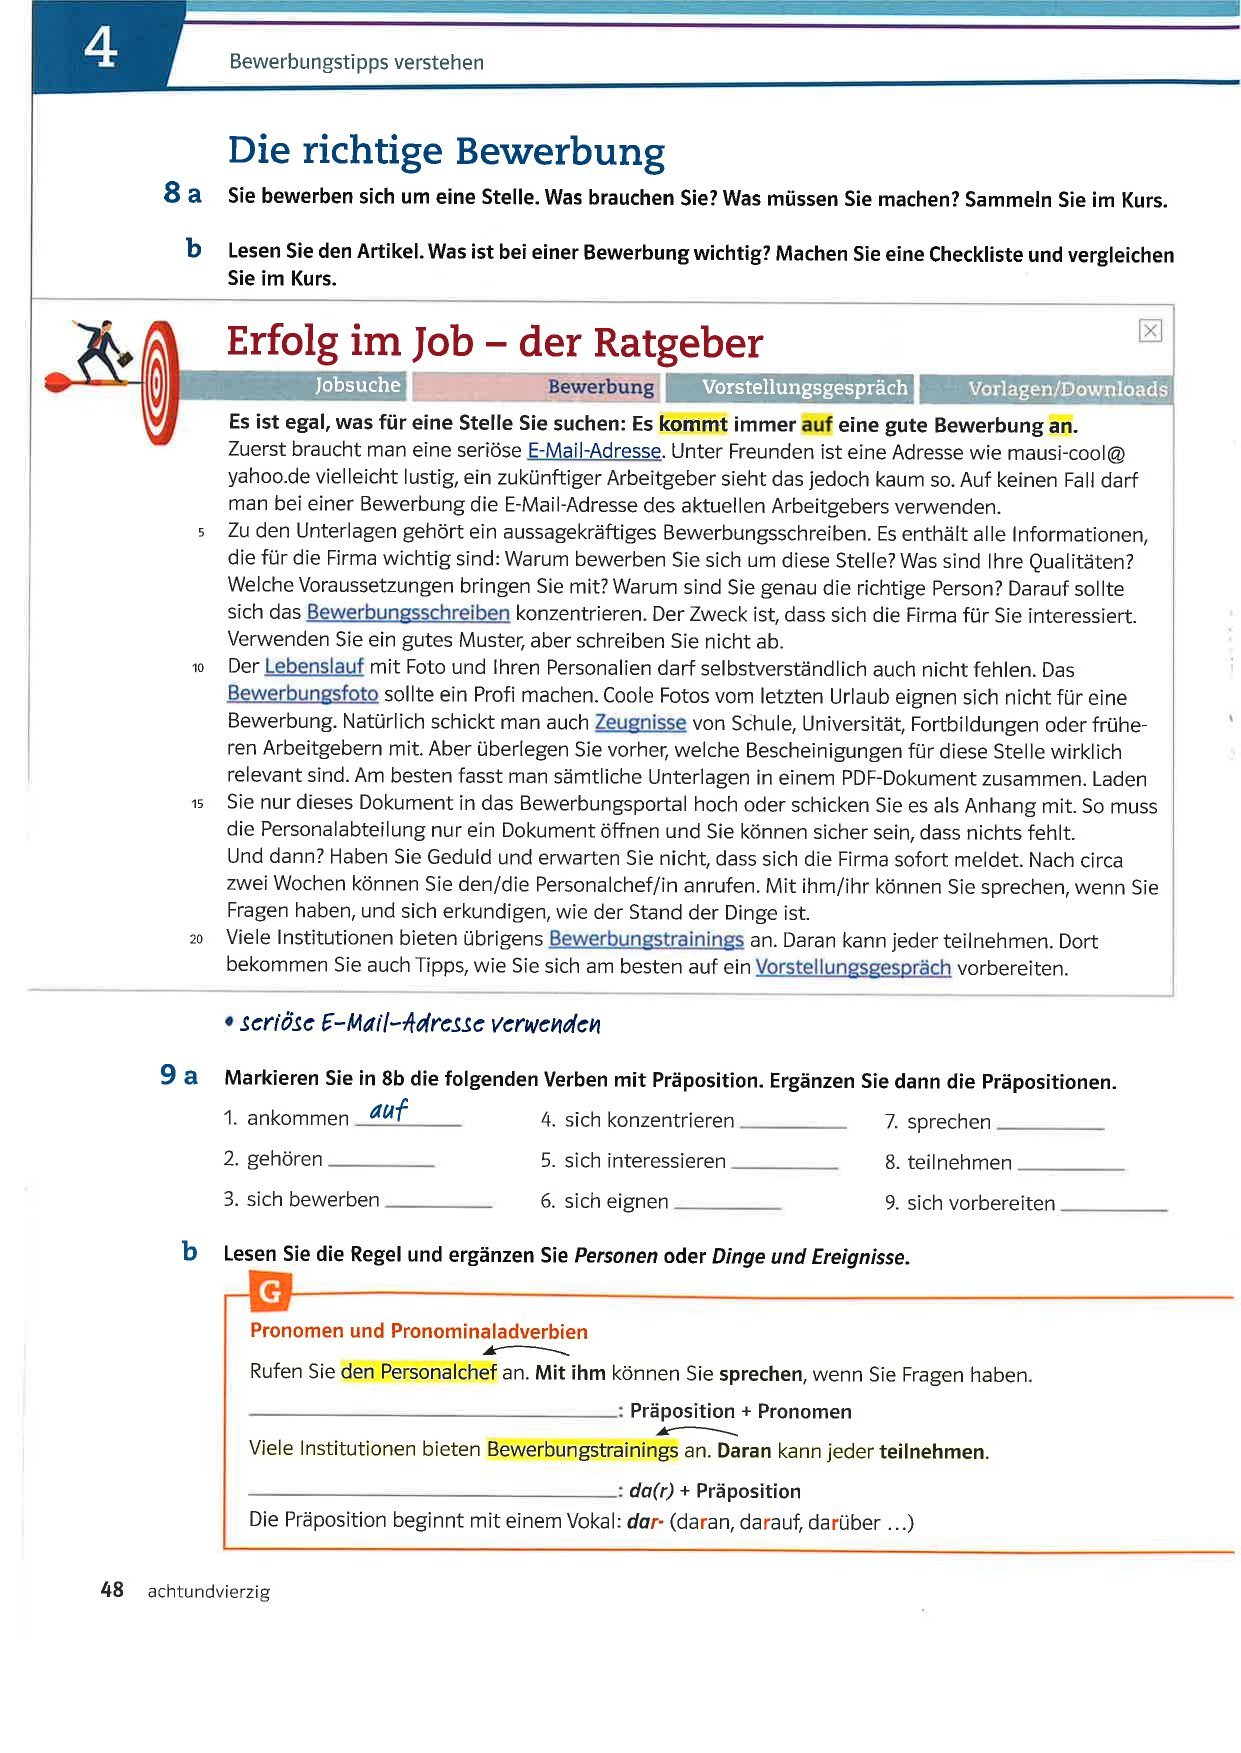 4
Bewerbungstipps verstehen
Die richtige Bewerbung
8 a Sie bewerben sich um eine Stelle. Was brauchen Sie? Was müssen Sie machen? Sammeln Sie im Kurs.
b Lesen Sie den Artikel. Was ist bei einer Bewerbung wichtig? Machen Sie eine Checkliste und vergleichen
Sie im Kurs.
Erfolg im Job – der Ratgeber
Jobsuche Bewerbung Vorstellungsgespräch Vorlagen/Downloads
Es ist egal, was für eine Stelle Sie suchen: Es kommt immer auf eine gute Bewerbung an.
Zuerst braucht man eine seriöse E-Mail-Adresse. Unter Freunden ist eine Adresse wie mausi-cool@
yahoo.de vielleicht lustig, ein zukünftiger Arbeitgeber sieht das jedoch kaum so. Auf keinen Fall darf
man bei einer Bewerbung die E-Mail-Adresse des aktuellen Arbeitgebers verwenden.
5 Zu den Unterlagen gehört ein aussagekräftiges Bewerbungsschreiben. Es enthält alle Informationen,
die für die Firma wichtig sind: Warum bewerben Sie sich um diese Stelle? Was sind Ihre Qualitäten?
Welche Voraussetzungen bringen Sie mit? Warum sind Sie genau die richtige Person? Darauf sollte
sich das Bewerbungsschreiben konzentrieren. Der Zweck ist, dass sich die Firma für Sie interessiert.
Verwenden Sie ein gutes Muster, aber schreiben Sie nicht ab.
10 Der Lebenslauf mit Foto und Ihren Personalien darf selbstverständlich auch nicht fehlen. Das
Bewerbungsfoto sollte ein Profi machen. Coole Fotos vom letzten Urlaub eignen sich nicht für eine
Bewerbung. Natürlich schickt man auch Zeugnisse von Schule, Universität, Fortbildungen oder frühe-
ren Arbeitgebern mit. Aber überlegen Sie vorher, welche Bescheinigungen für diese Stelle wirklich
relevant sind. Am besten fasst man sämtliche Unterlagen in einem PDF-Dokument zusammen. Laden
15 Sie nur dieses Dokument in das Bewerbungsportal hoch oder schicken Sie es als Anhang mit. So muss
die Personalabteilung nur ein Dokument öffnen und Sie können sicher sein, dass nichts fehlt.
Und dann? Haben Sie Geduld und erwarten Sie nicht, dass sich die Firma sofort meldet. Nach circa
zwei Wochen können Sie den/die Personalchef/in anrufen. Mit ihm/ihr können Sie sprechen, wenn Sie
Fragen haben, und sich erkundigen, wie der Stand der Dinge ist.
20 Viele Institutionen bieten übrigens Bewerbungstrainings an. Daran kann jeder teilnehmen. Dort
bekommen Sie auch Tipps, wie Sie sich am besten auf ein Vorstellungsgespräch vorbereiten.
• seriöse E-Mail-Adresse verwenden
9 a Markieren Sie in 8b die folgenden Verben mit Präposition. Ergänzen Sie dann die Präpositionen.
1. ankommen auf 4. sich konzentrieren 7. sprechen
2. gehören 5. sich interessieren 8. teilnehmen
3. sich bewerben 6. sich eignen 9. sich vorbereiten
b Lesen Sie die Regel und ergänzen Sie Personen oder Dinge und Ereignisse.
G
Pronomen und Pronominaladverbien
Rufen Sie den Personalchef an. Mit ihm können Sie sprechen, wenn Sie Fragen haben.
: Präposition + Pronomen
Viele Institutionen bieten Bewerbungstrainings an. Daran kann jeder teilnehmen.
: da(r) + Präposition
Die Präposition beginnt mit einem Vokal: dar- (daran, darauf, darüber ...)
48 achtundvierzig